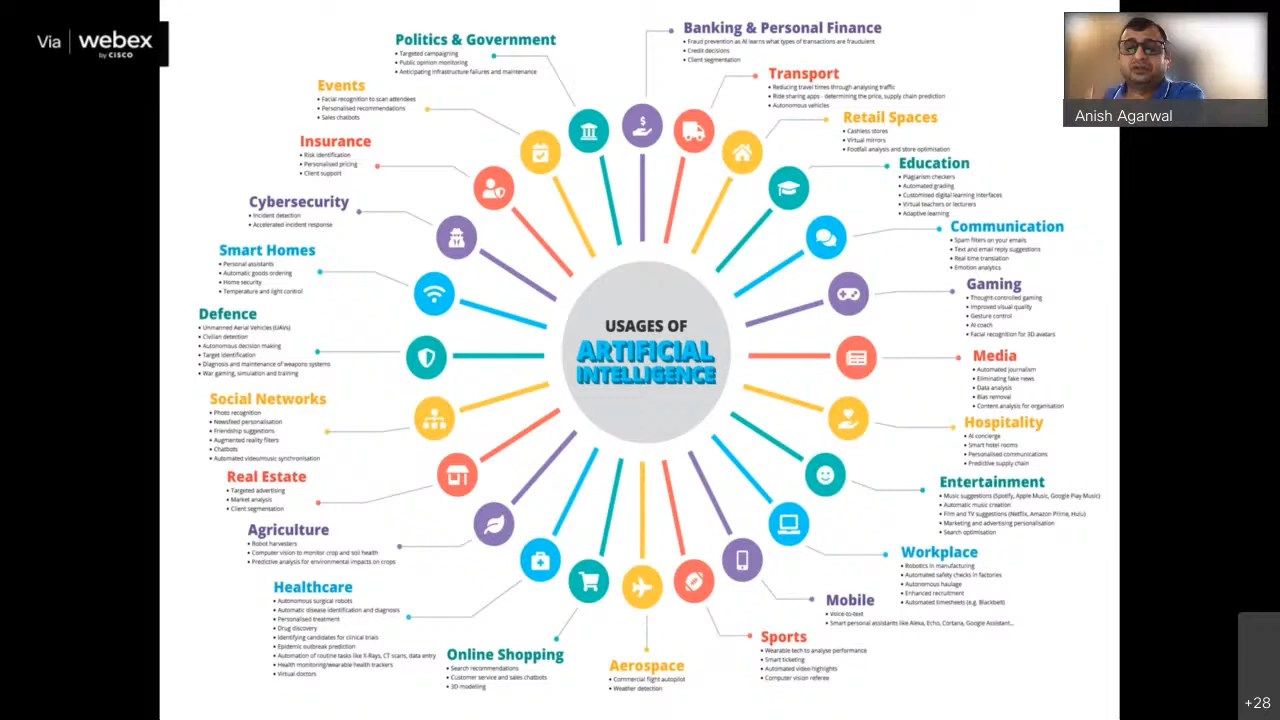 Via webex
by CISCO
Anish Agarwal
+28
USAGES OF
ARTIFICIAL
INTELLIGENCE
Banking & Personal Finance
• Fraud prevention as AI learns what types of transactions are fraudulent
• Credit decisions
• Client segmentation
Transport
• Reducing travel times through analysing traffic
• Ride sharing apps - determining the price, supply chain prediction
• Autonomous vehicles
Retail Spaces
• Cashless stores
• Virtual mirrors
• Footfall analysis and store optimisation
Education
• Plagiarism checkers
• Automated grading
• Customised digital learning interfaces
• Virtual teachers or lecturers
• Adaptive learning
Communication
• Spam filters on your emails
• Text and email reply suggestions
• Real time translation
• Emotion analytics
Gaming
• Thought-controlled gaming
• Improved visual quality
• Gesture control
• AI coach
• Facial recognition for 3D avatars
Media
• Automated journalism
• Eliminating fake news
• Data analysis
• Bias removal
• Content analysis for organisation
Hospitality
• AI concierge
• Smart hotel rooms
• Personalised communications
• Predictive supply chain
Entertainment
• Music suggestions (Spotify, Apple Music, Google Play Music)
• Automatic music creation
• Film and TV suggestions (Netflix, Amazon Prime, Hulu)
• Marketing and advertising personalisation
• Search optimisation
Workplace
• Robotics in manufacturing
• Automated safety checks in factories
• Autonomous haulage
• Enhanced recruitment
• Automated timesheets (e.g. Blackbelt)
Mobile
• Voice-to-text
• Smart personal assistants like Alexa, Echo, Cortana, Google Assistant...
Sports
• Wearable tech to analyse performance
• Smart ticketing
• Automated video highlights
• Computer vision referee
Aerospace
• Commercial flight autopilot
• Weather detection
Online Shopping
• Search recommendations
• Customer service and sales chatbots
• 3D modeling
Healthcare
• Autonomous surgical robots
• Automatic disease identification and diagnosis
• Personalised treatment
• Drug discovery
• Identifying candidates for clinical trials
• Epidemic outbreak prediction
• Automation of routine tasks like X-Rays, CT scans, data entry
• Health monitoring/wearable health trackers
• Virtual doctors
Agriculture
• Robot harvesters
• Computer vision to monitor crop and soil health
• Predictive analysis for environmental impacts on crops
Real Estate
• Targeted advertising
• Market analysis
• Client segmentation
Social Networks
• Photo recognition
• Newsfeed personalisation
• Friendship suggestions
• Augmented reality filters
• Chatbots
• Automated video/music synchronisation
Defence
• Unmanned Aerial Vehicles (UAVs)
• Civilian detection
• Autonomous decision making
• Target identification
• Diagnosis and maintenance of weapons systems
• War gaming, simulation and training
Smart Homes
• Personal assistants
• Automatic goods ordering
• Home security
• Temperature and light control
Cybersecurity
• Incident detection
• Accelerated incident response
Insurance
• Risk identification
• Personalised pricing
• Client support
Events
• Facial recognition to scan attendees
• Personalised recommendations
• Sales chatbots
Politics & Government
• Targeted campaigning
• Public opinion monitoring
• Anticipating infrastructure failures and maintenance